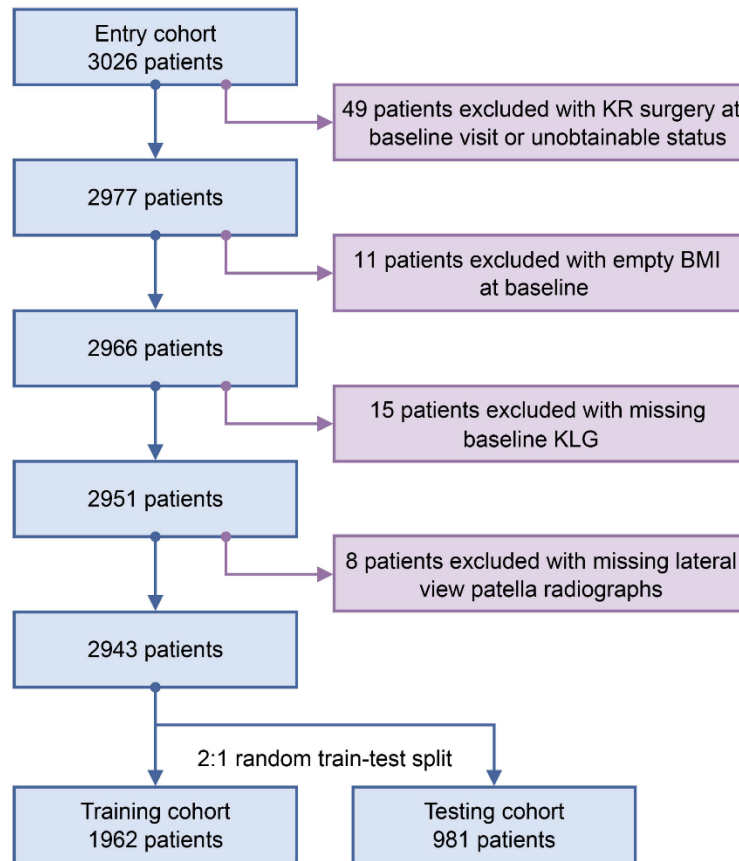 Entry cohort
3026 patients
49 patients excluded with KR surgery at
baseline visit or unobtainable status
2977 patients
11 patients excluded with empty BMI
at baseline
2966 patients
15 patients excluded with missing
baseline KLG
2951 patients
8 patients excluded with missing lateral
view patella radiographs
2943 patients
2:1 random train-test split
Training cohort
1962 patients
Testing cohort
981 patients